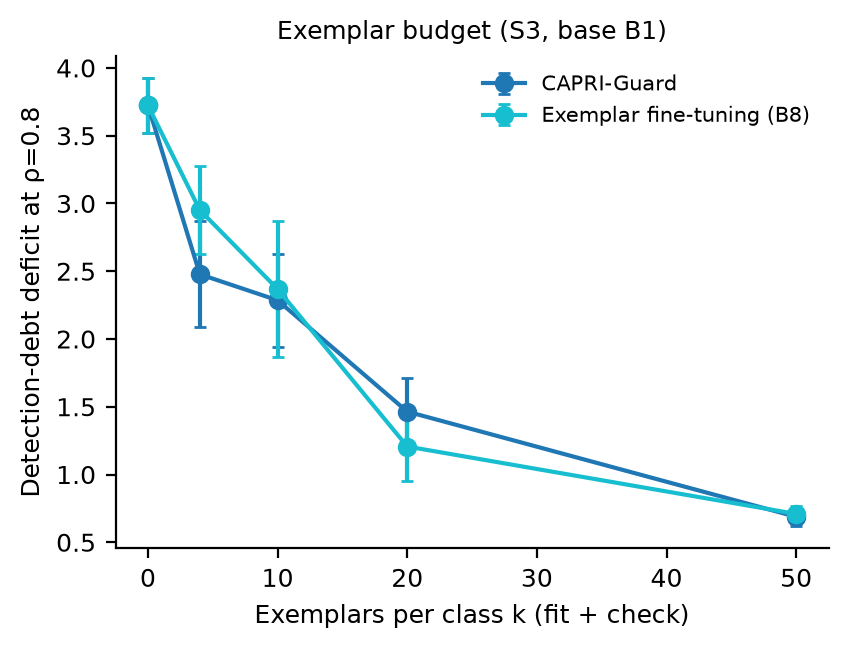 Exemplar budget (S3, base B1)
CAPRI-Guard
Exemplar fine-tuning (B8)
Detection-debt deficit at ρ=0.8
4.0
3.5
3.0
2.5
2.0
1.5
1.0
0.5
0 10 20 30 40 50
Exemplars per class k (fit + check)